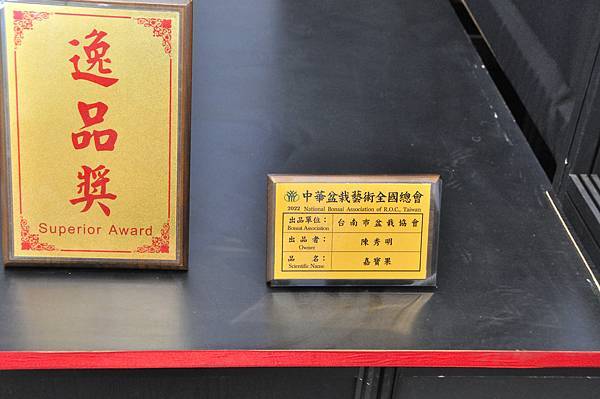 逸品獎
Superior Award
中華盆栽藝術全國總會
2022 National Bonsai Association of R.O.C., Taiwan
出品單位： 台南市盆栽協會
Bonsai Association
出品者： 陳秀明
Owner
品名： 嘉寶果
Scientific Name